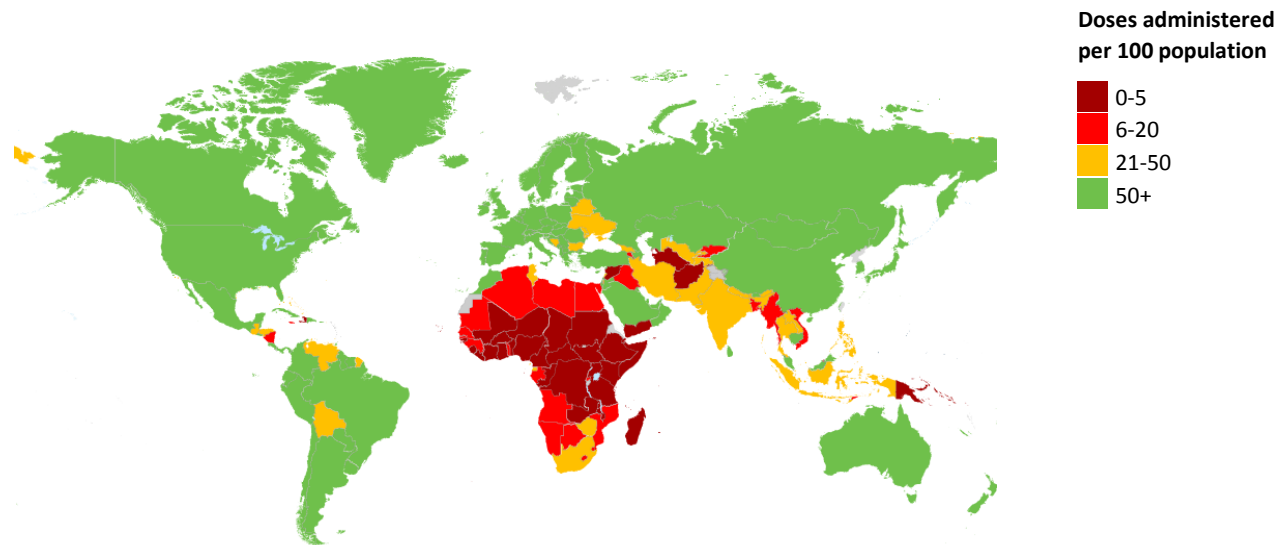 Doses administered
per 100 population
0-5
6-20
21-50
50+